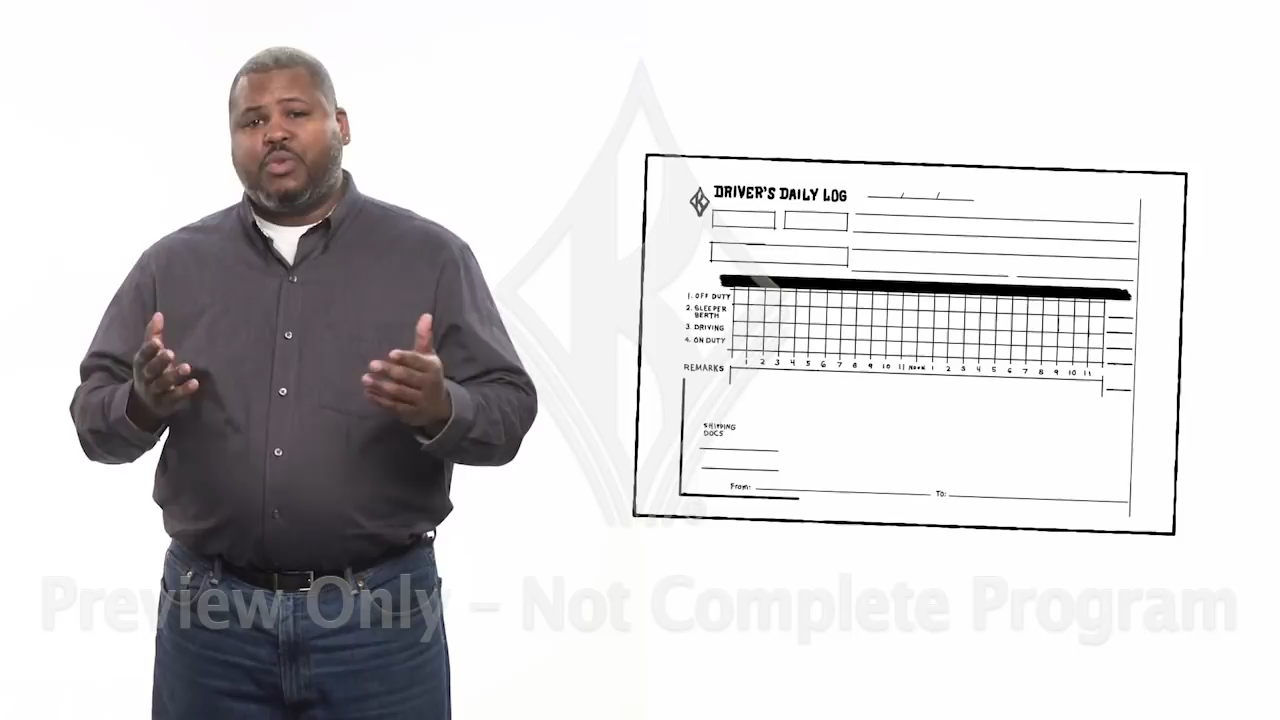 DRIVER'S DAILY LOG
1. OFF DUTY
2. SLEEPER
BERTH
3. DRIVING
4. ON DUTY
1 2 3 4 5 6 7 8 9 10 11 NOON 1 2 3 4 5 6 7 8 9 10 11
REMARKS
SHIPPING
DOCS
From: To:
Preview Only – Not Complete Program